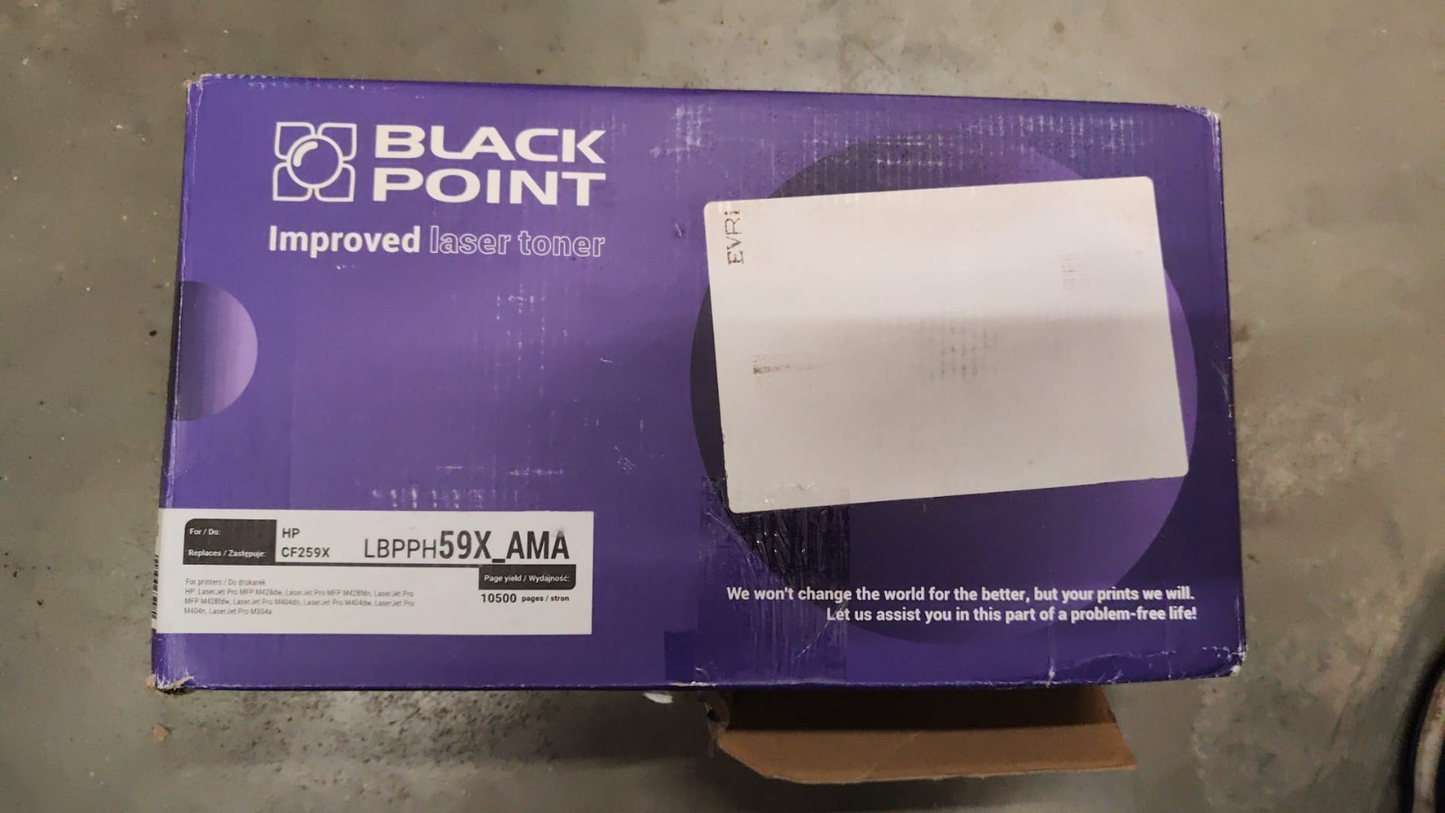 BLACK
POINT
Improved laser toner
EVRi
For / Do:
HP
Replaces / Zastępuje:
CF259X
LBPPH59X_AMA
Page yield / Wydajność:
10500 pages / stron
For printers / Do drukarek
HP: LaserJet Pro MFP M428dw, LaserJet Pro MFP M428fdn, LaserJet Pro
MFP M428fdw, LaserJet Pro M404dn, LaserJet Pro M404dw, LaserJet Pro
M404n, LaserJet Pro M304a
We won't change the world for the better, but your prints we will.
Let us assist you in this part of a problem-free life!